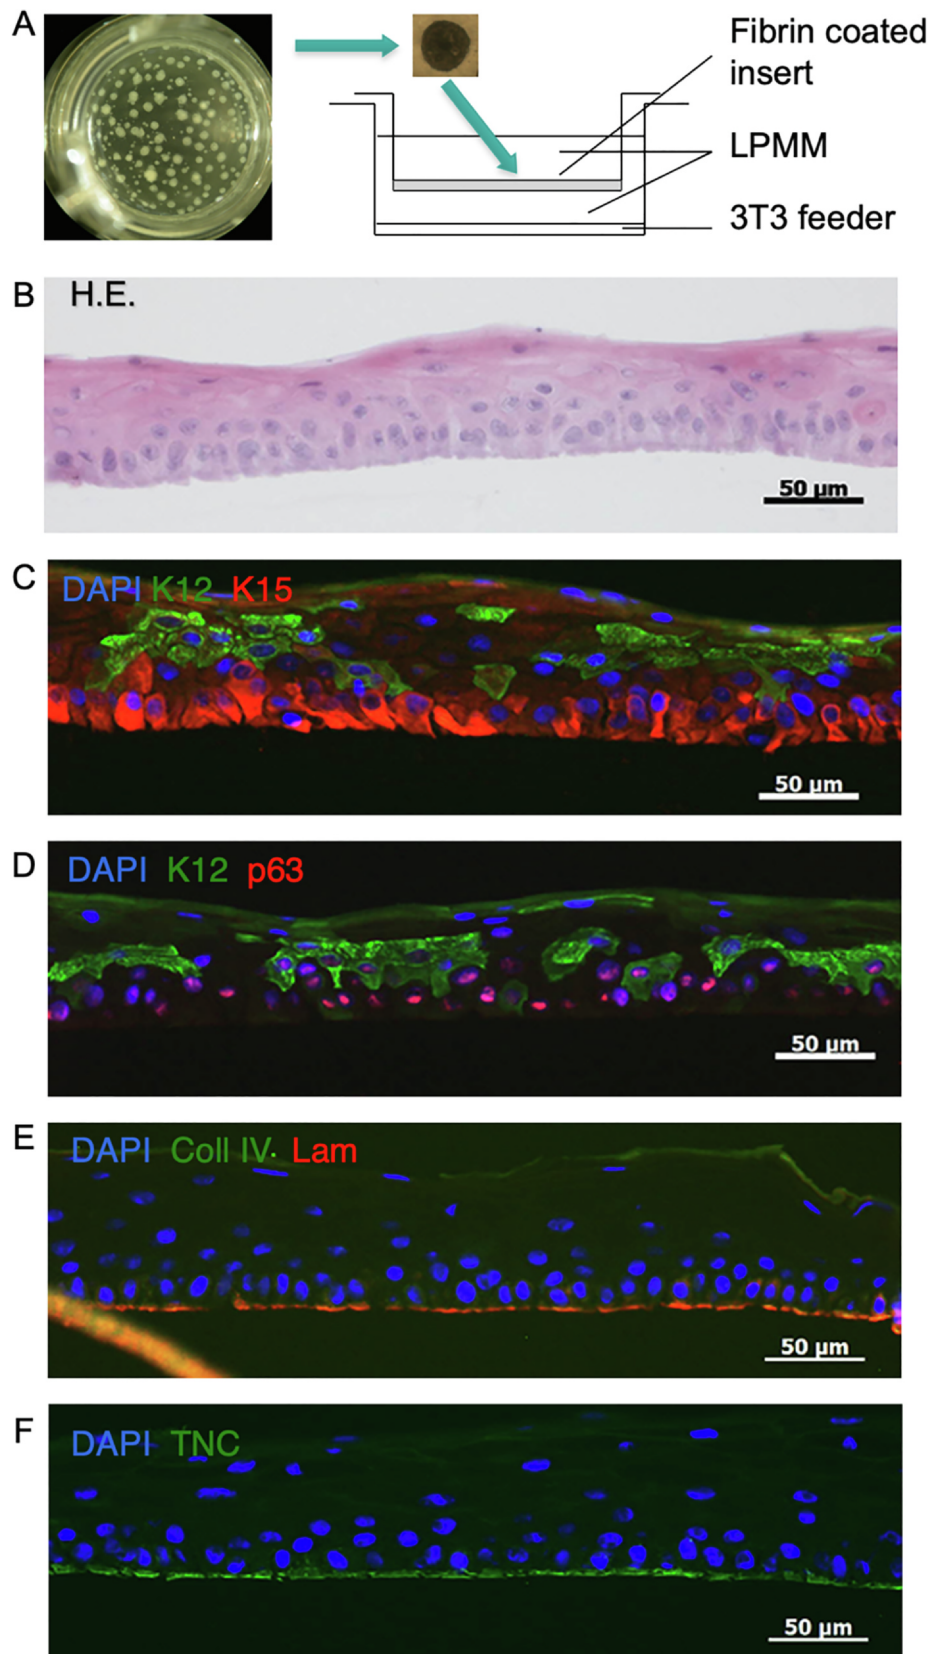 A
Fibrin coated
insert
LPMM
3T3 feeder
B
H.E.
50 µm
C
DAPI K12 K15
50 µm
D
DAPI K12 p63
50 µm
E
DAPI Coll IV Lam
50 µm
F
DAPI TNC
50 µm